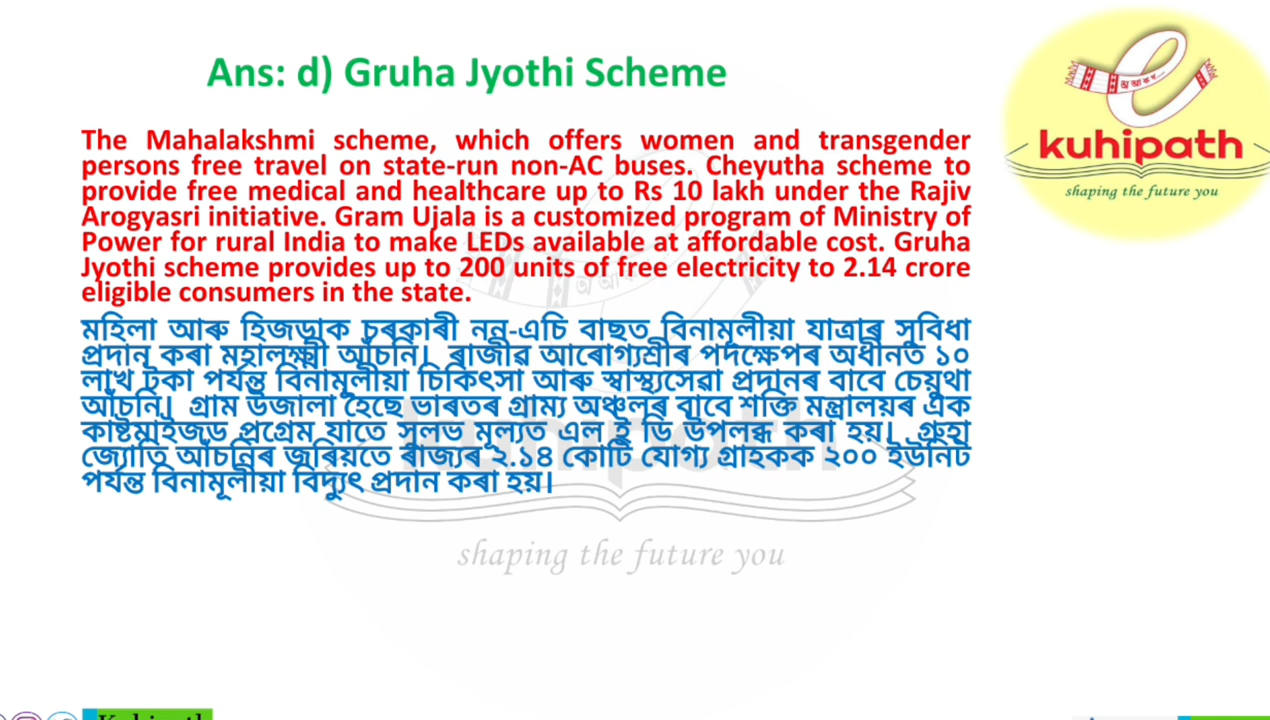 Ans: d) Gruha Jyothi Scheme
The Mahalakshmi scheme, which offers women and transgender
persons free travel on state-run non-AC buses. Cheyutha scheme to
provide free medical and healthcare up to Rs 10 lakh under the Rajiv
Arogyasri initiative. Gram Ujala is a customized program of Ministry of
Power for rural India to make LEDs available at affordable cost. Gruha
Jyothi scheme provides up to 200 units of free electricity to 2.14 crore
eligible consumers in the state.
মহিলা আৰু হিজড়াক চৰকাৰী নন-এচি বাছত বিনামূলীয়া যাত্ৰাৰ সুবিধা
প্ৰদান কৰা মহালক্ষ্মী আঁচনি। ৰাজীৱ আৰোগ্যশ্ৰীৰ পদক্ষেপৰ অধীনত ১০
লাখ টকা পৰ্যন্ত বিনামূলীয়া চিকিৎসা আৰু স্বাস্থ্যসেৱা প্ৰদানৰ বাবে চেয়ুথা
আঁচনি। গ্ৰাম উজালা হৈছে ভাৰতৰ গ্ৰাম্য অঞ্চলৰ বাবে শক্তি মন্ত্ৰালয়ৰ এক
কাষ্টমাইজড প্ৰগ্ৰেম যাতে সুলভ মূল্যত এল ই ডি উপলব্ধ কৰা হয়। গ্ৰুহা
জ্যোতি আঁচনিৰ জৰিয়তে ৰাজ্যৰ ২.১৪ কোটি যোগ্য গ্ৰাহকক ২০০ ইউনিট
পৰ্যন্ত বিনামূলীয়া বিদ্যুৎ প্ৰদান কৰা হয়।
kuhipath
shaping the future you
kuhipath
shaping the future you